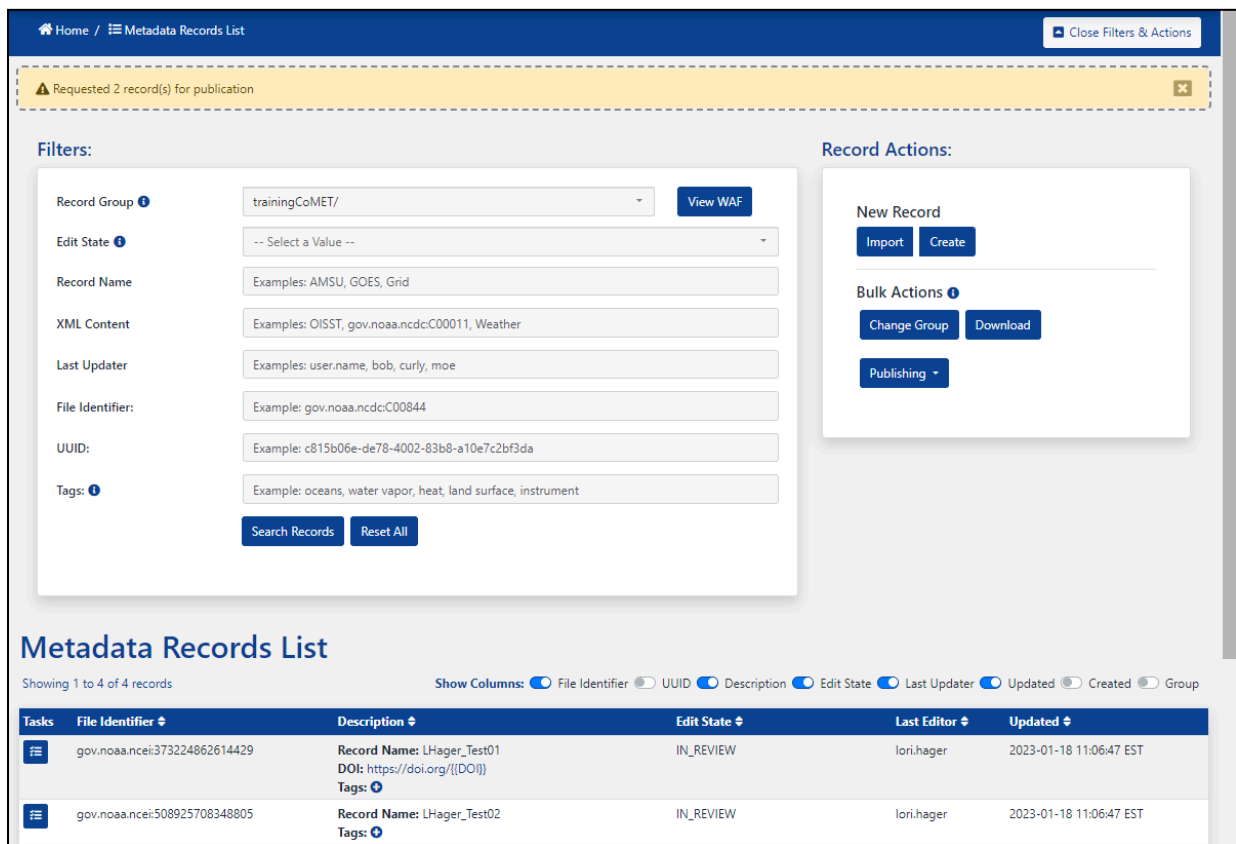 Home / Metadata Records List
Close Filters & Actions
Requested 2 record(s) for publication
Filters:
Record Group
trainingCoMET/
View WAF
Edit State
-- Select a Value --
Record Name
Examples: AMSU, GOES, Grid
XML Content
Examples: OISST, gov.noaa.ncdc:C00011, Weather
Last Updater
Examples: user.name, bob, curly, moe
File Identifier:
Example: gov.noaa.ncdc:C00844
UUID:
Example: c815b06e-de78-4002-83b8-a10e7c2bf3da
Tags:
Example: oceans, water vapor, heat, land surface, instrument
Search Records Reset All
Record Actions:
New Record
Import Create
Bulk Actions
Change Group Download
Publishing
Metadata Records List
Showing 1 to 4 of 4 records
Show Columns: File Identifier UUID Description Edit State Last Updater Updated Created Group
Tasks File Identifier Description Edit State Last Editor Updated
gov.noaa.ncei:373224862614429 Record Name: LHager_Test01 IN_REVIEW lori.hager 2023-01-18 11:06:47 EST
DOI: https://doi.org/{{DOI}}
Tags:
gov.noaa.ncei:508925708348805 Record Name: LHager_Test02 IN_REVIEW lori.hager 2023-01-18 11:06:47 EST
Tags: